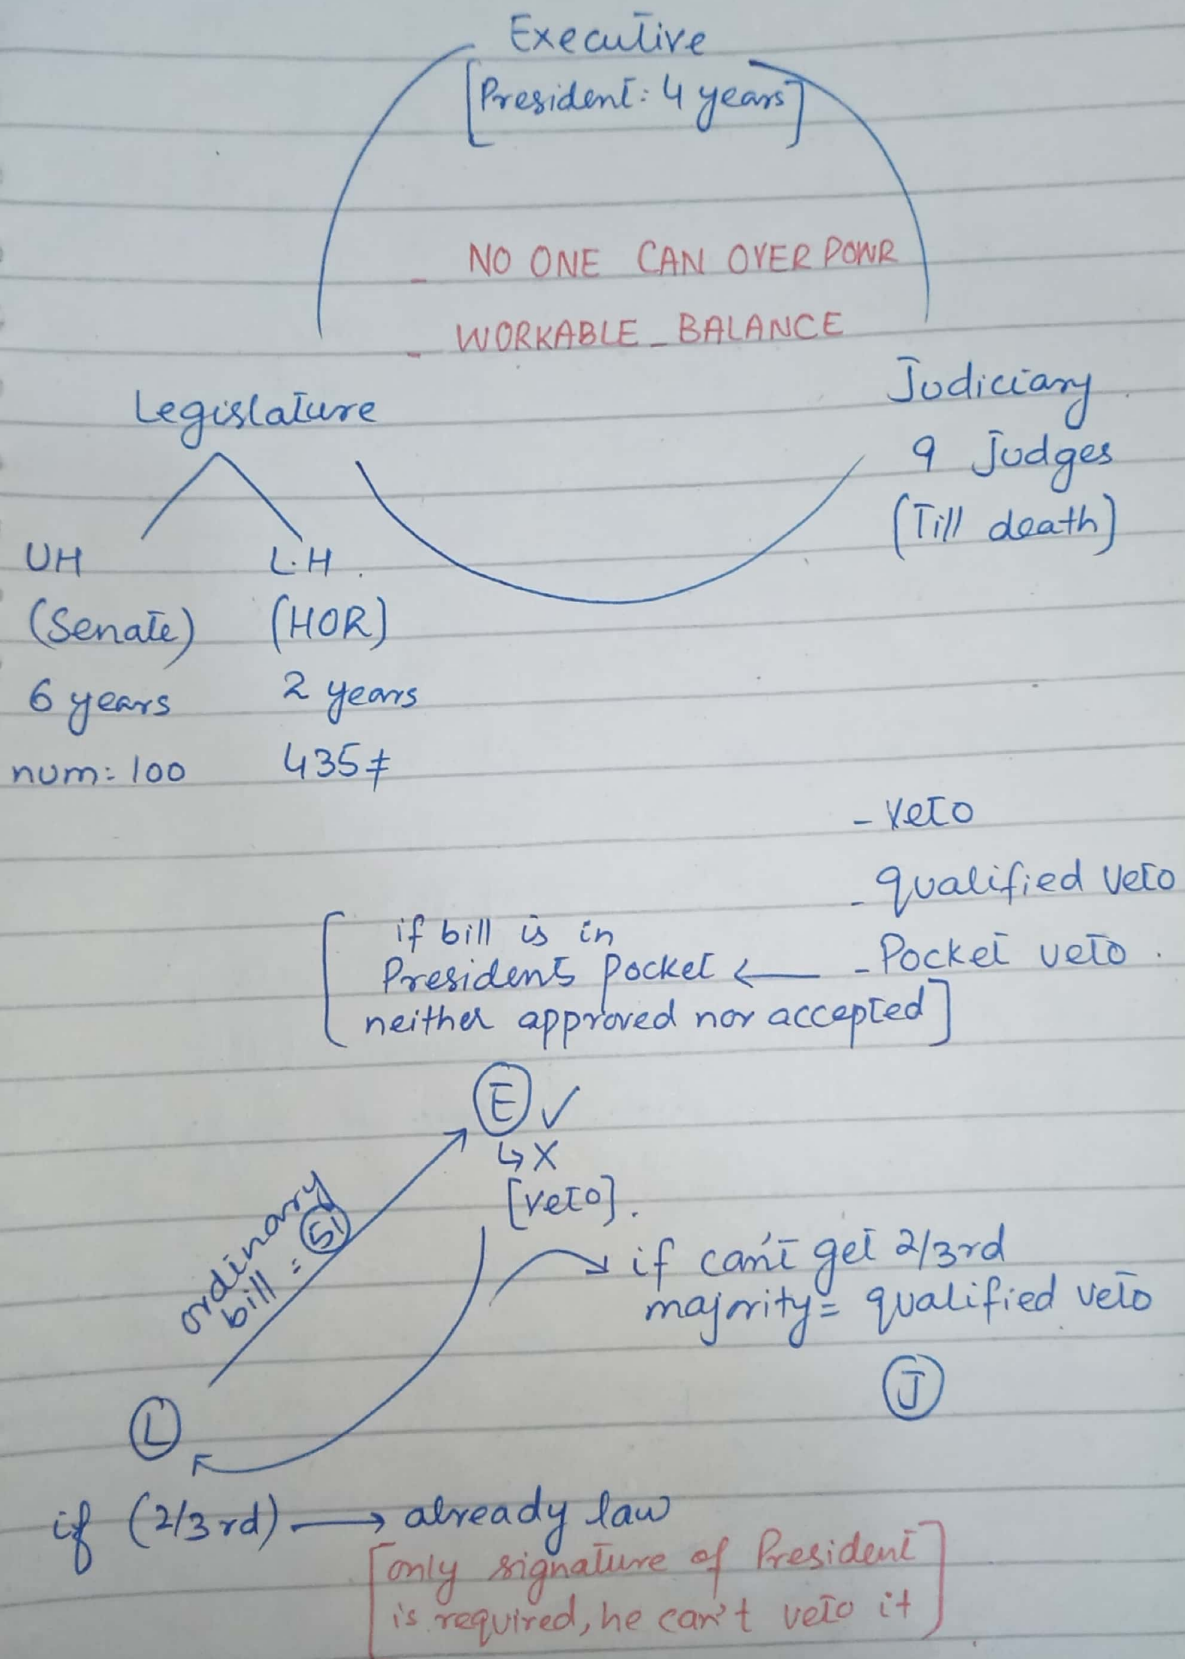 Executive
[President: 4 years]
- NO ONE CAN OVER POWR
- WORKABLE_BALANCE
Legislature
Judiciary
9 Judges
(Till death)
UH
L.H.
(Senate)
(HOR)
6 years
2 years
num: 100
435
- Veto
- qualified Veto
- Pocket veto.
[if bill is in
Presidents Pocket ←
neither approved nor accepted]
E ✓
↳ X
[veto].
ordinary
bill = 51
→ if can't get 2/3rd
majority = qualified veto
J
L
if (2/3rd) → already law
[only signature of President
is required, he can't veto it]